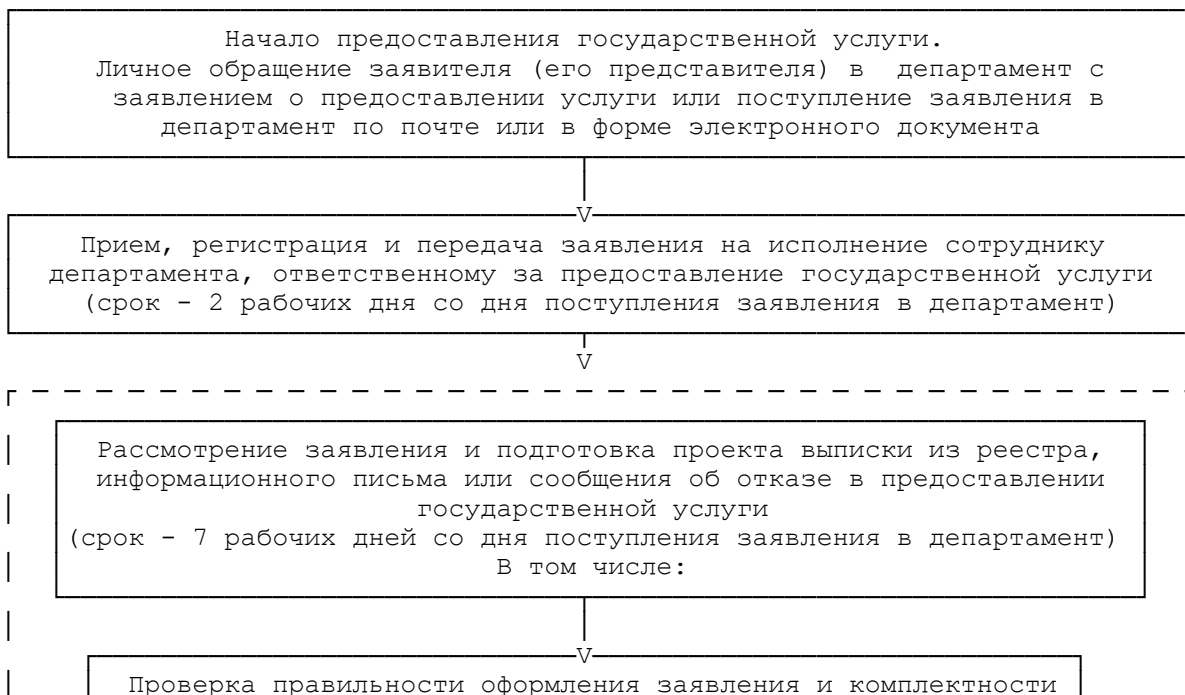 Начало предоставления государственной услуги.
Личное обращение заявителя (его представителя) в департамент с
заявлением о предоставлении услуги или поступление заявления в
департамент по почте или в форме электронного документа
V
Прием, регистрация и передача заявления на исполнение сотруднику
департамента, ответственному за предоставление государственной услуги
(срок - 2 рабочих дня со дня поступления заявления в департамент)
V
Рассмотрение заявления и подготовка проекта выписки из реестра,
информационного письма или сообщения об отказе в предоставлении
государственной услуги
(срок - 7 рабочих дней со дня поступления заявления в департамент)
В том числе:
V
Проверка правильности оформления заявления и комплектности